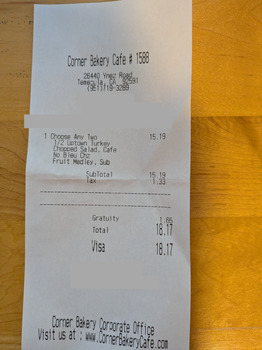 Corner Bakery Cafe # 1588
26440 Ynez Road
Temecula, CA 92591
(951)719-3289
1 Choose Any Two 15.19
1/2 Uptown Turkey
Chopped Salad, Cafe
No Bleu Chz
Fruit Medley, Sub
SubTotal 15.19
Tax 1.33
Gratuity 1.65
Total 18.17
Visa 18.17
Corner Bakery Corporate Office
Visit us at : www.CornerBakeryCafe.com